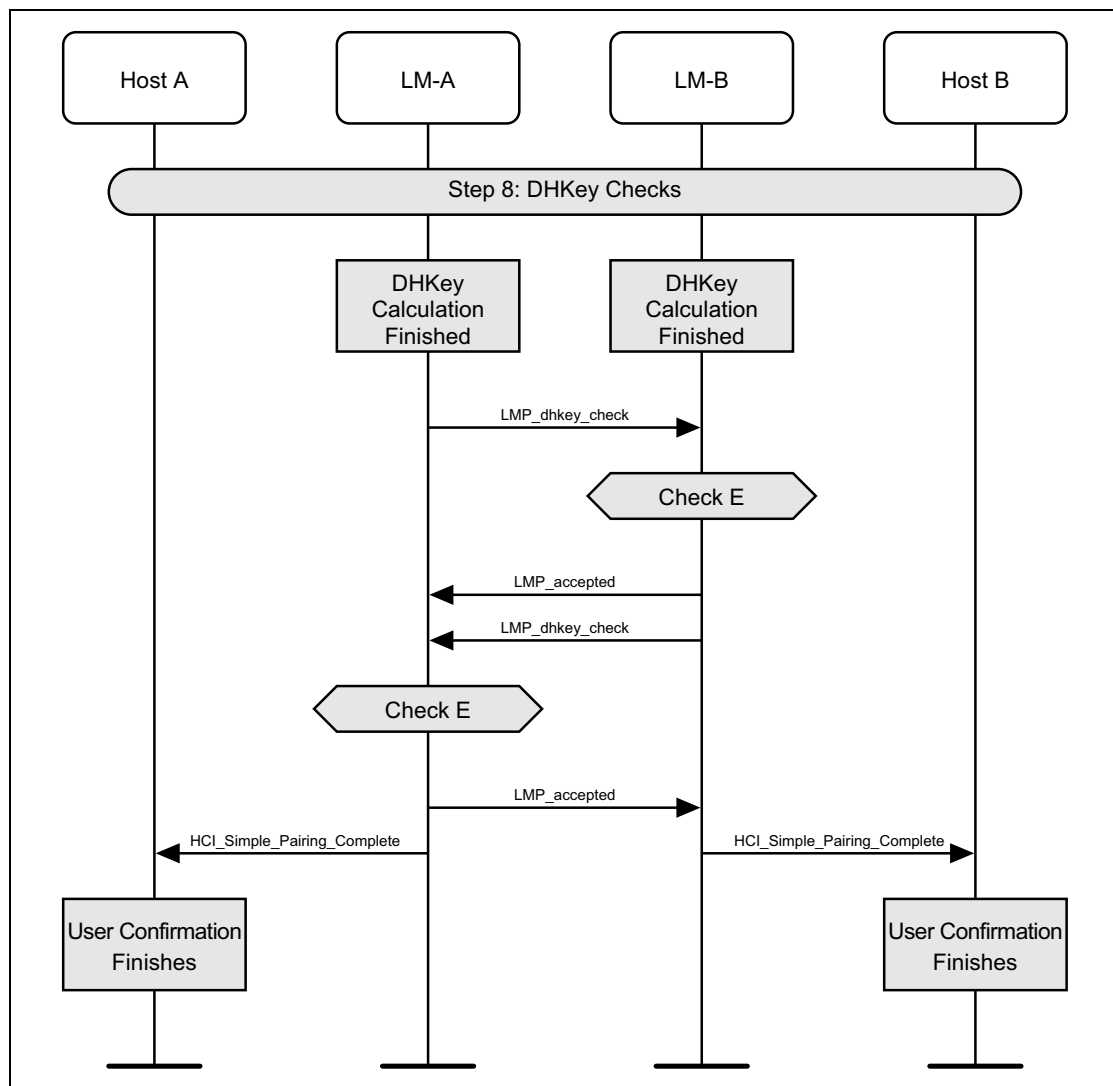 Host A
LM-A
LM-B
Host B
Step 8: DHKey Checks
DHKey
Calculation
Finished
DHKey
Calculation
Finished
LMP_dhkey_check
Check E
LMP_accepted
LMP_dhkey_check
Check E
LMP_accepted
HCI_Simple_Pairing_Complete
HCI_Simple_Pairing_Complete
User Confirmation
Finishes
User Confirmation
Finishes